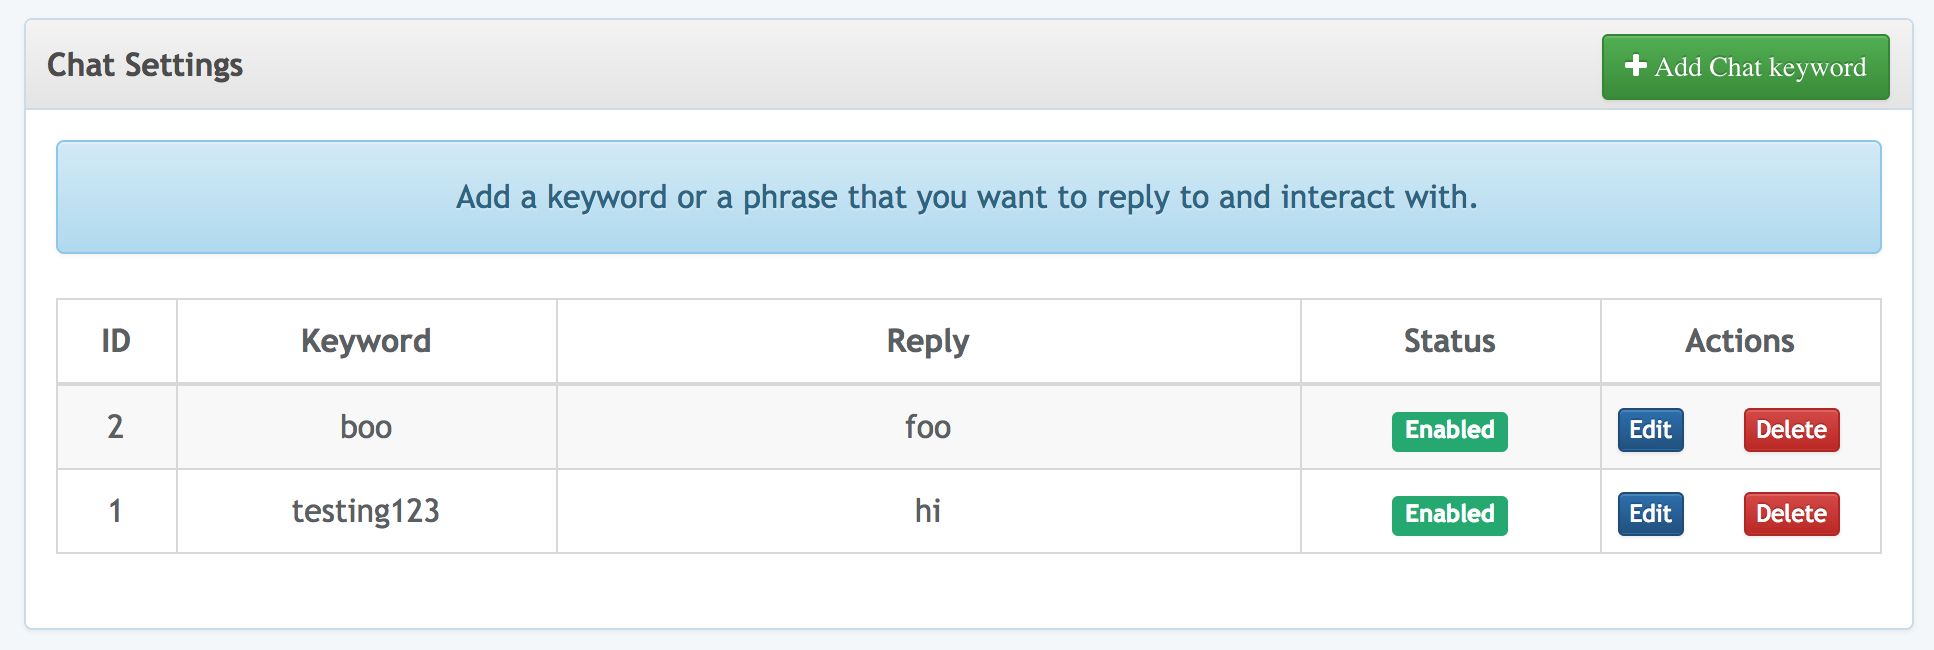 Chat Settings
Add Chat keyword
Add a keyword or a phrase that you want to reply to and interact with.
ID Keyword Reply Status Actions
2 boo foo Enabled Edit Delete
1 testing123 hi Enabled Edit Delete